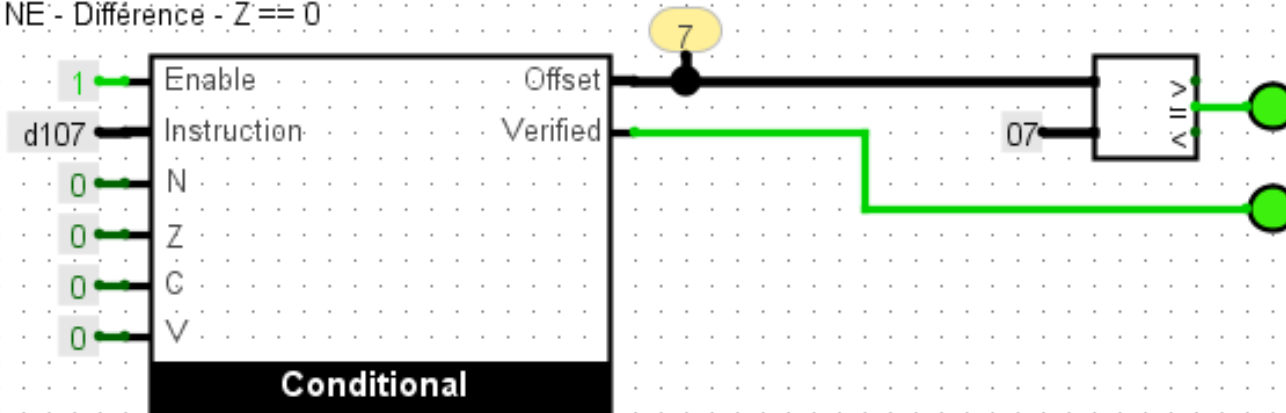 NE - Différence - Z == 0
7
1 Enable Offset >
=
d107 Instruction Verified 07 <
0 N
0 Z
0 C
0 V
Conditional